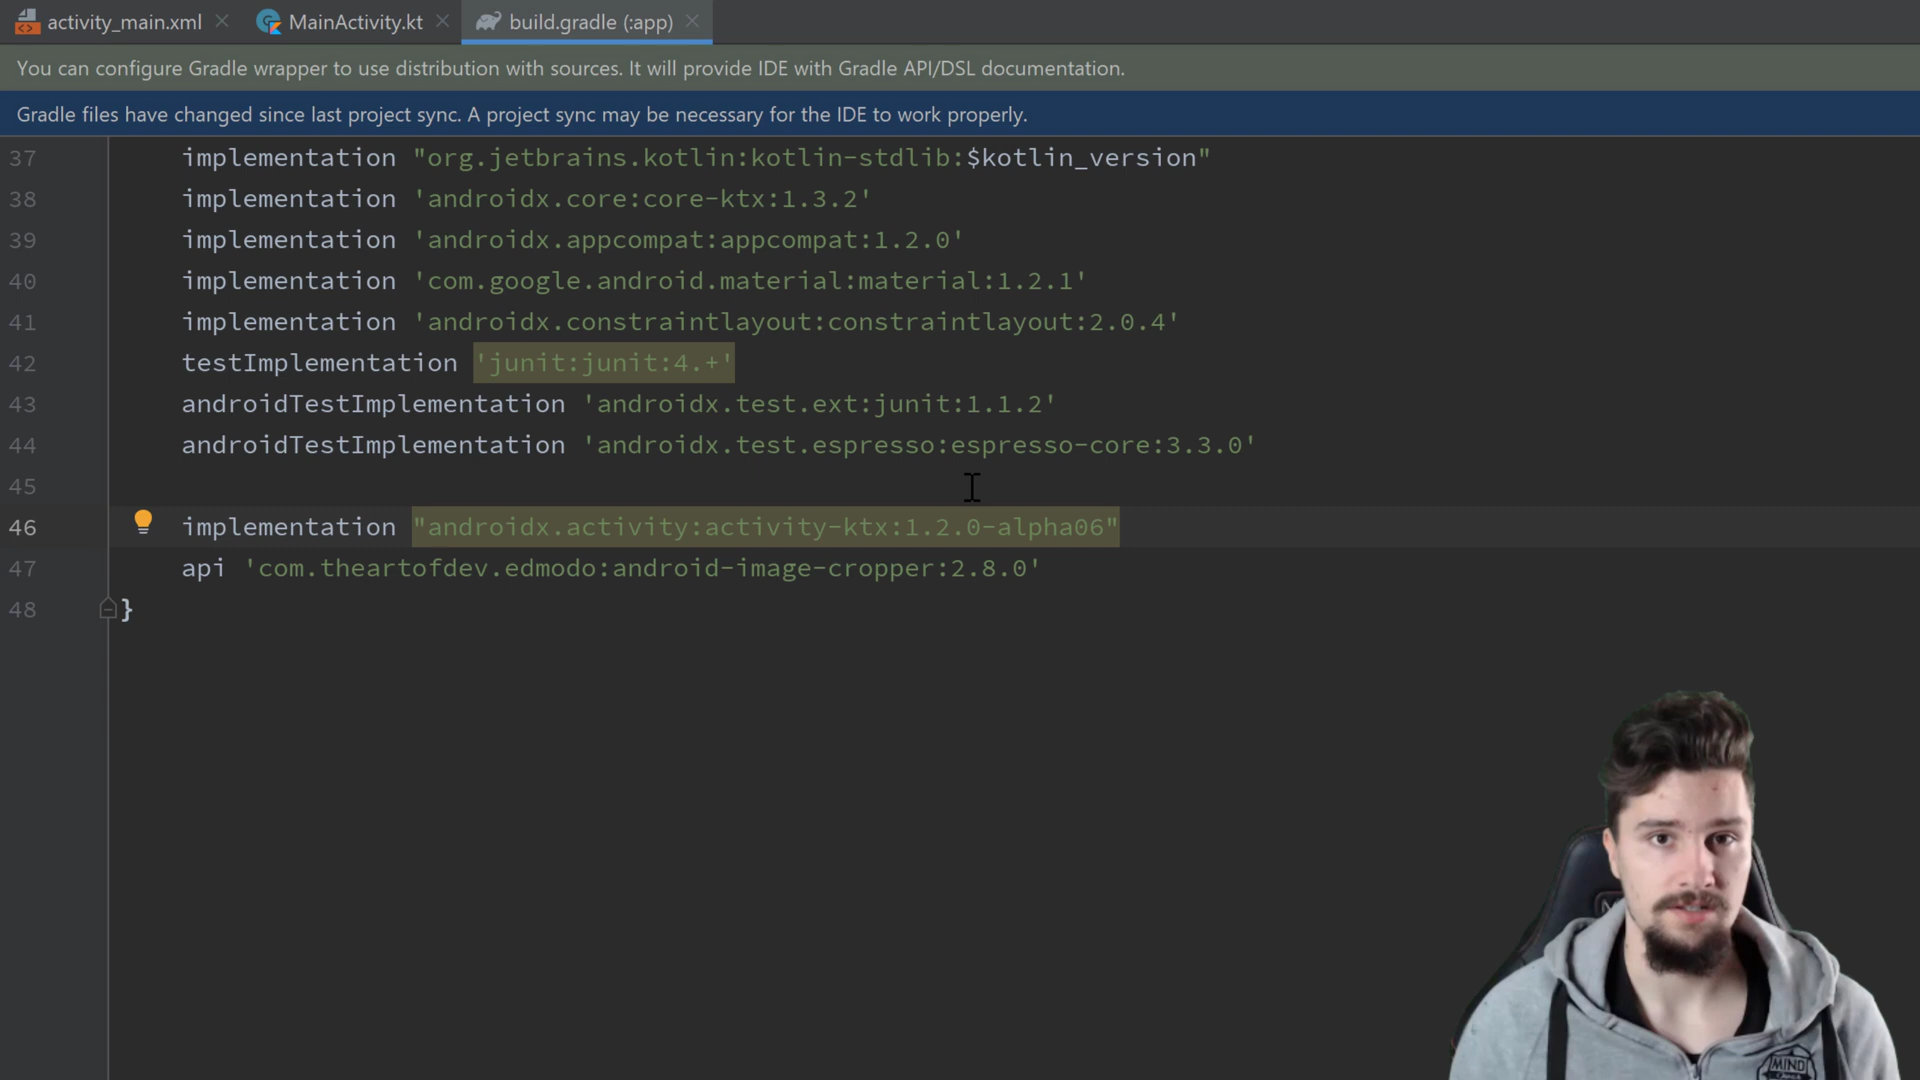 activity_main.xml MainActivity.kt build.gradle (:app)
You can configure Gradle wrapper to use distribution with sources. It will provide IDE with Gradle API/DSL documentation.
Gradle files have changed since last project sync. A project sync may be necessary for the IDE to work properly.
37 implementation "org.jetbrains.kotlin:kotlin-stdlib:$kotlin_version"
38 implementation 'androidx.core:core-ktx:1.3.2'
39 implementation 'androidx.appcompat:appcompat:1.2.0'
40 implementation 'com.google.android.material:material:1.2.1'
41 implementation 'androidx.constraintlayout:constraintlayout:2.0.4'
42 testImplementation 'junit:junit:4.+'
43 androidTestImplementation 'androidx.test.ext:junit:1.1.2'
44 androidTestImplementation 'androidx.test.espresso:espresso-core:3.3.0'
45
46 implementation "androidx.activity:activity-ktx:1.2.0-alpha06"
47 api 'com.theartofdev.edmodo:android-image-cropper:2.8.0'
48 }
MIND